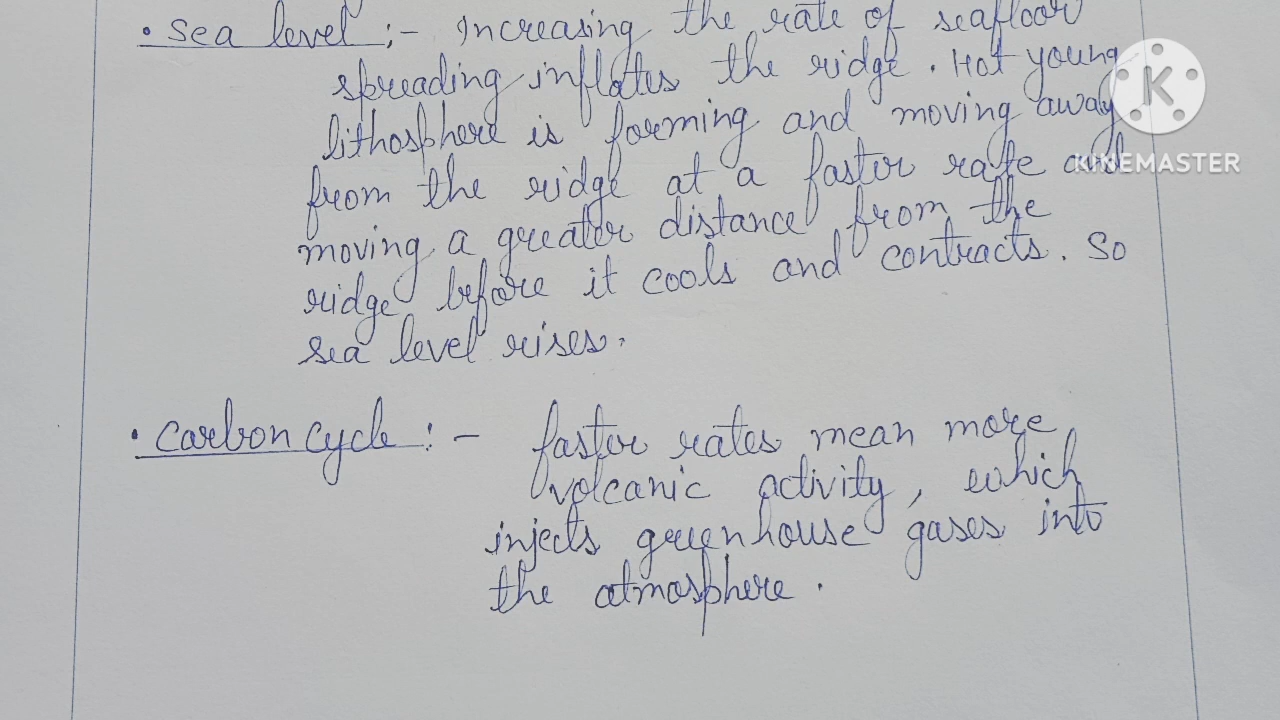 • Sea level :- Increasing the rate of seafloor
spreading inflates the ridge. Hot young
lithosphere is forming and moving away
from the ridge at a faster rate and
moving a greater distance from the
ridge before it cools and contracts. So
sea level rises.
• Carbon cycle :- faster rates mean more
volcanic activity, which
injects greenhouse gases into
the atmosphere.
K
KINEMASTER